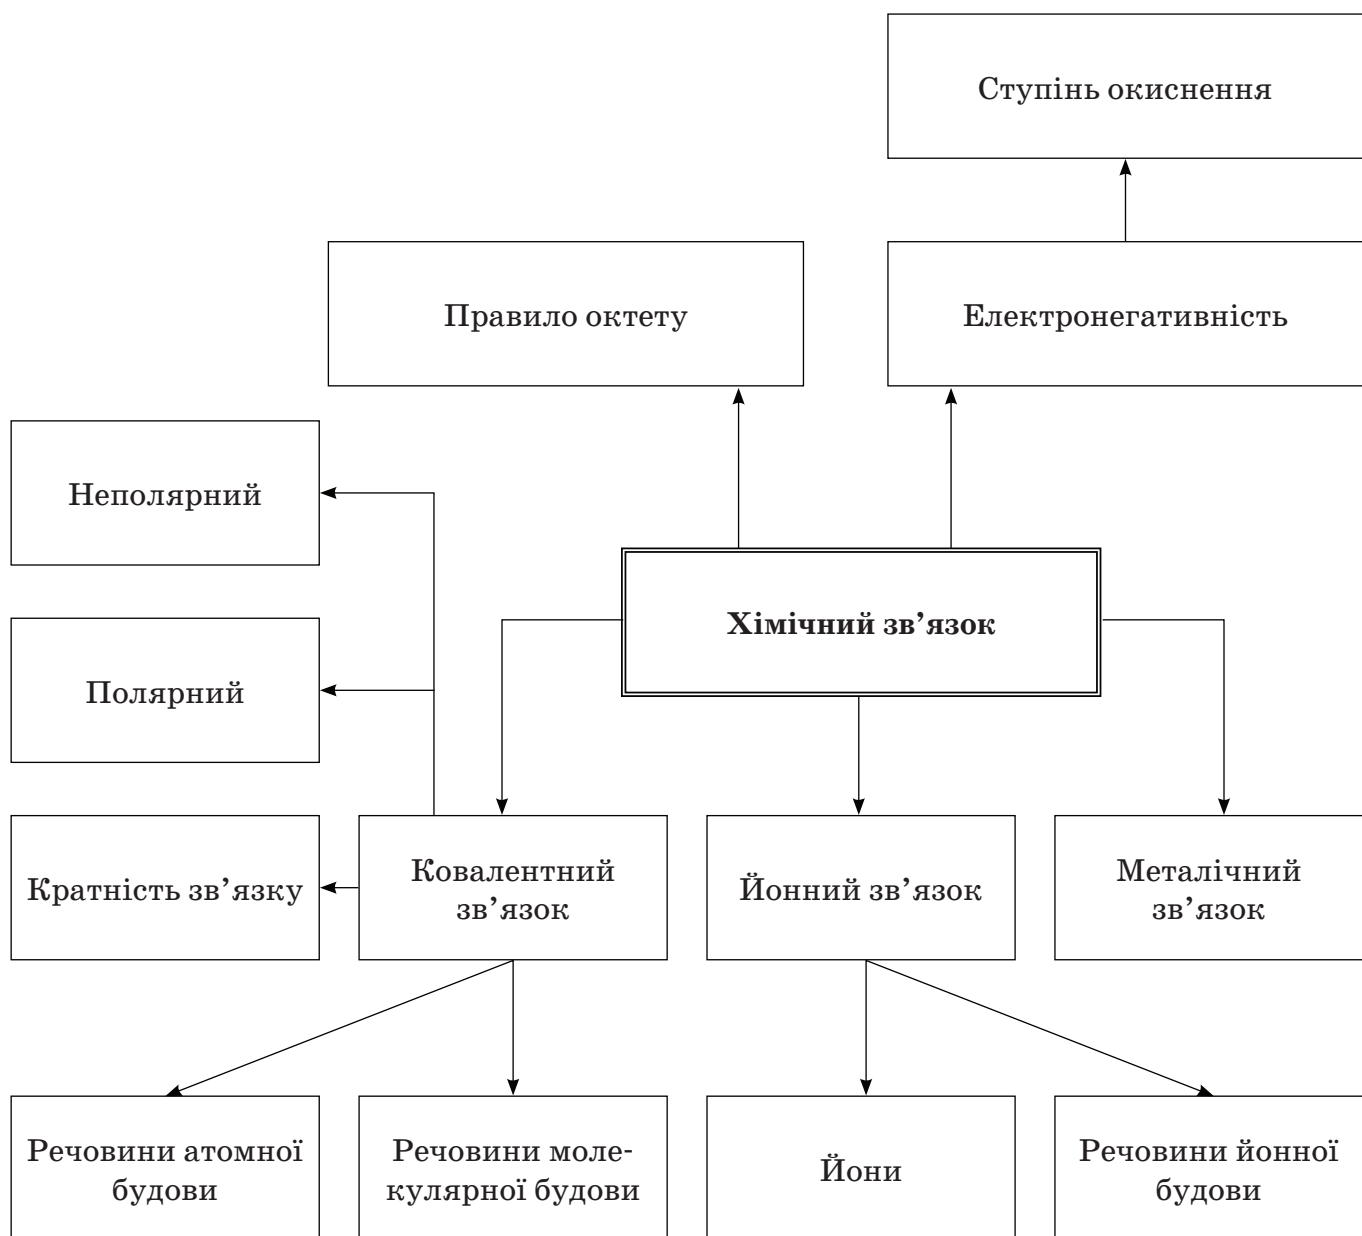 Ступінь окиснення
Правило октету
Електронегативність
Неполярний
Хімічний зв’язок
Полярний
Кратність зв’язку
Ковалентний
зв’язок
Йонний зв’язок
Металічний
зв’язок
Речовини атомної
будови
Речовини моле-
кулярної будови
Йони
Речовини йонної
будови